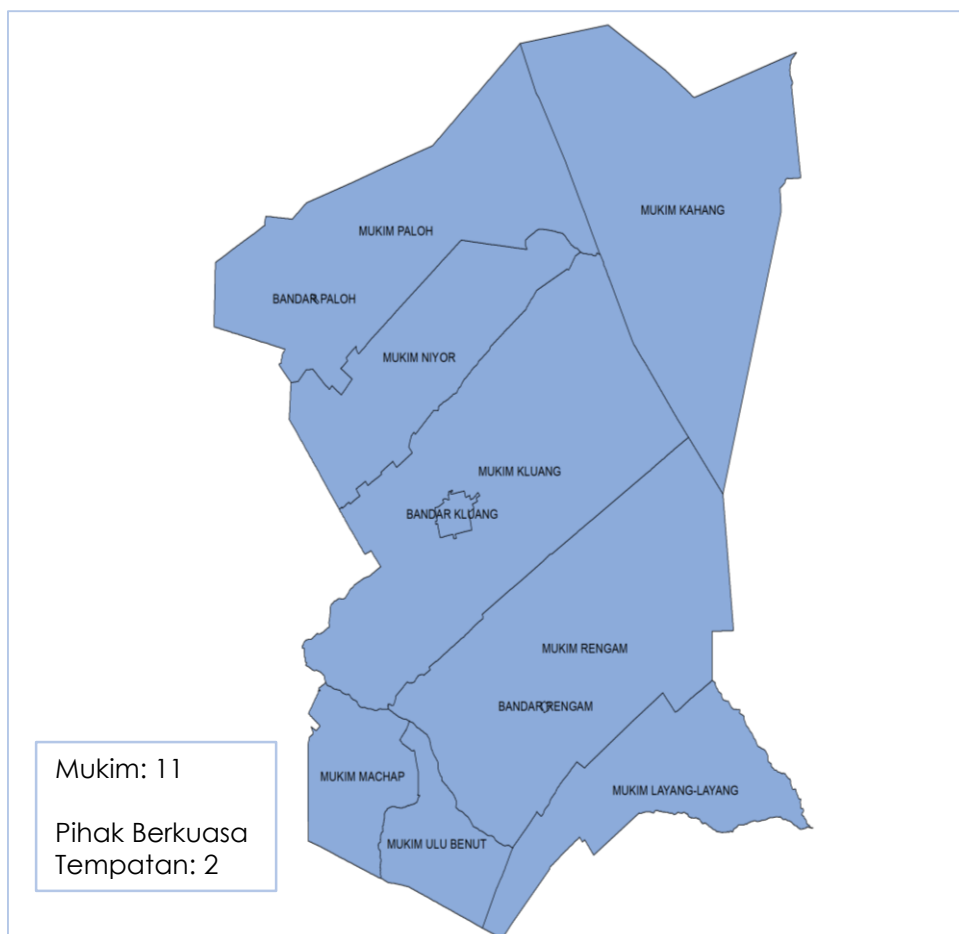 MUKIM KAHANG
MUKIM PALOH
BANDAR PALOH
MUKIM NIYOR
MUKIM KLUANG
BANDAR KLUANG
MUKIM RENGAM
BANDAR RENGAM
MUKIM MACHAP
MUKIM LAYANG-LAYANG
MUKIM ULU BENUT
Mukim: 11
Pihak Berkuasa
Tempatan: 2